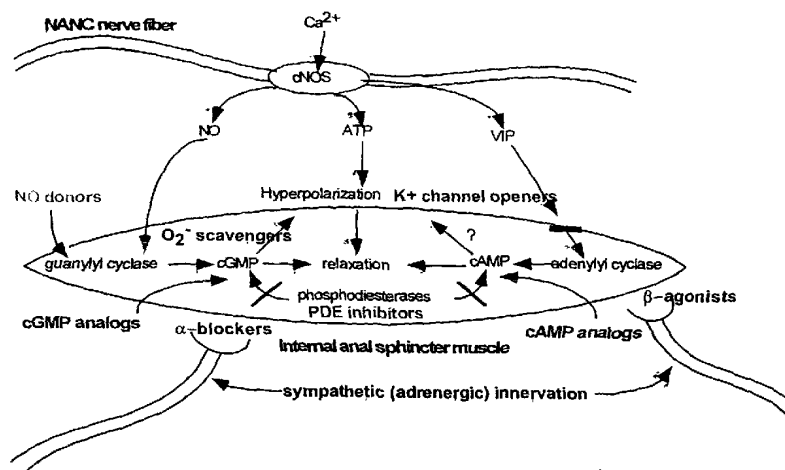 NANC nerve fiber
Ca2+
cNOS
NO
ATP
VIP
NO donors
Hyperpolarization
K+ channel openers
O2- scavengers
?
guanylyl cyclase
cGMP
relaxation
cAMP
adenylyl cyclase
phosphodiesterases
PDE inhibitors
cGMP analogs
α-blockers
cAMP analogs
β-agonists
Internal anal sphincter muscle
sympathetic (adrenergic) innervation